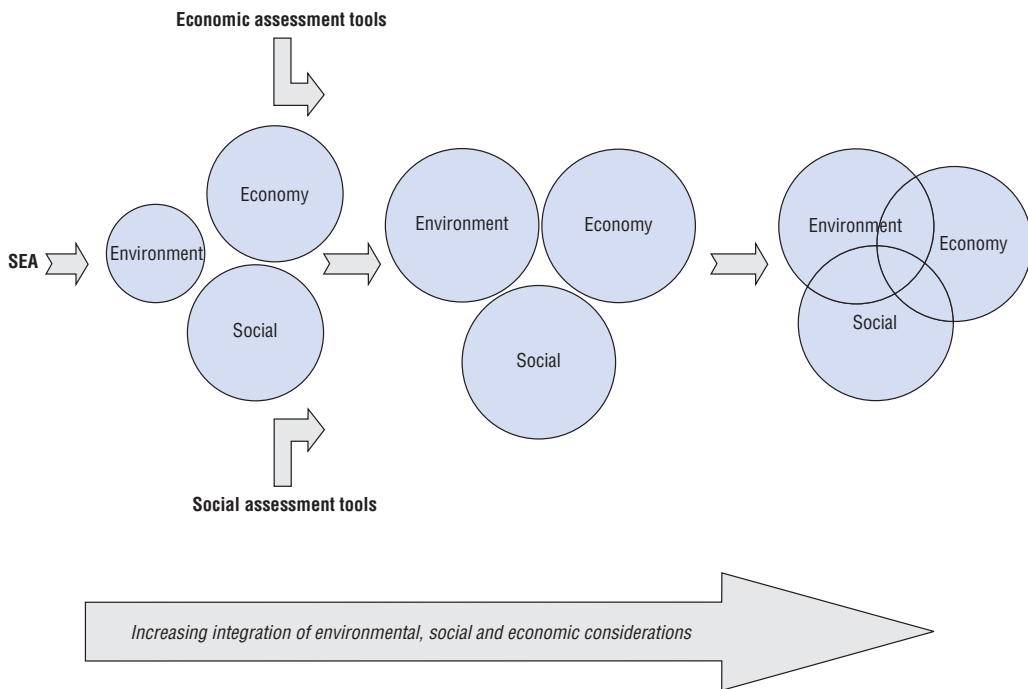 Economic assessment tools
Economy
Environment
SEA
Social
Social assessment tools
Environment
Economy
Social
Environment
Economy
Social
Increasing integration of environmental, social and economic considerations